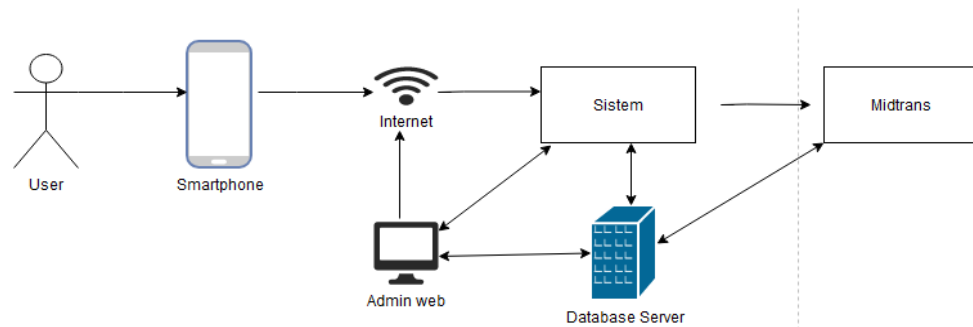 Sistem
Midtrans
Internet
User
Smartphone
Admin web
Database Server